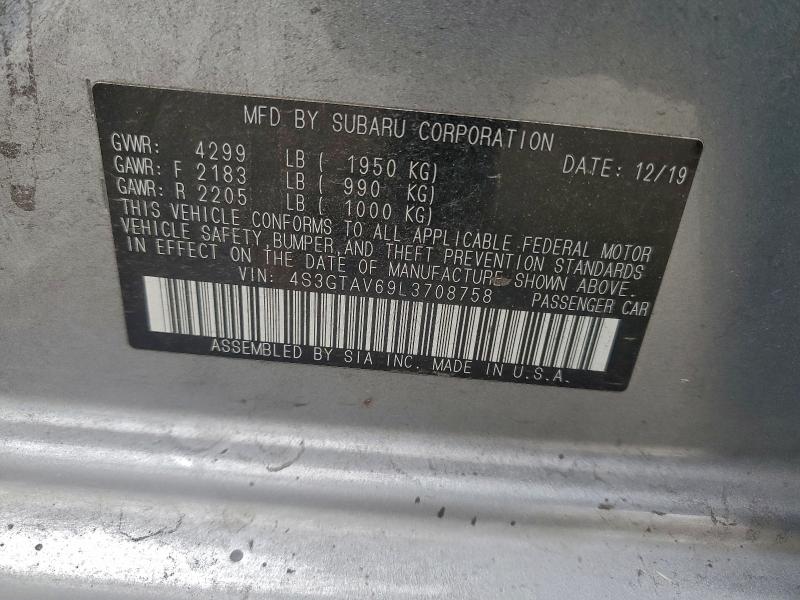 MFD BY SUBARU CORPORATION
GVWR: 4299 LB ( 1950 KG) DATE: 12/19
GAWR: F 2183 LB ( 990 KG)
GAWR: R 2205 LB ( 1000 KG)
THIS VEHICLE CONFORMS TO ALL APPLICABLE FEDERAL MOTOR
VEHICLE SAFETY, BUMPER, AND THEFT PREVENTION STANDARDS
IN EFFECT ON THE DATE OF MANUFACTURE SHOWN ABOVE.
VIN: 4S3GTAV69L3708758 PASSENGER CAR
ASSEMBLED BY SIA INC. MADE IN U.S.A.